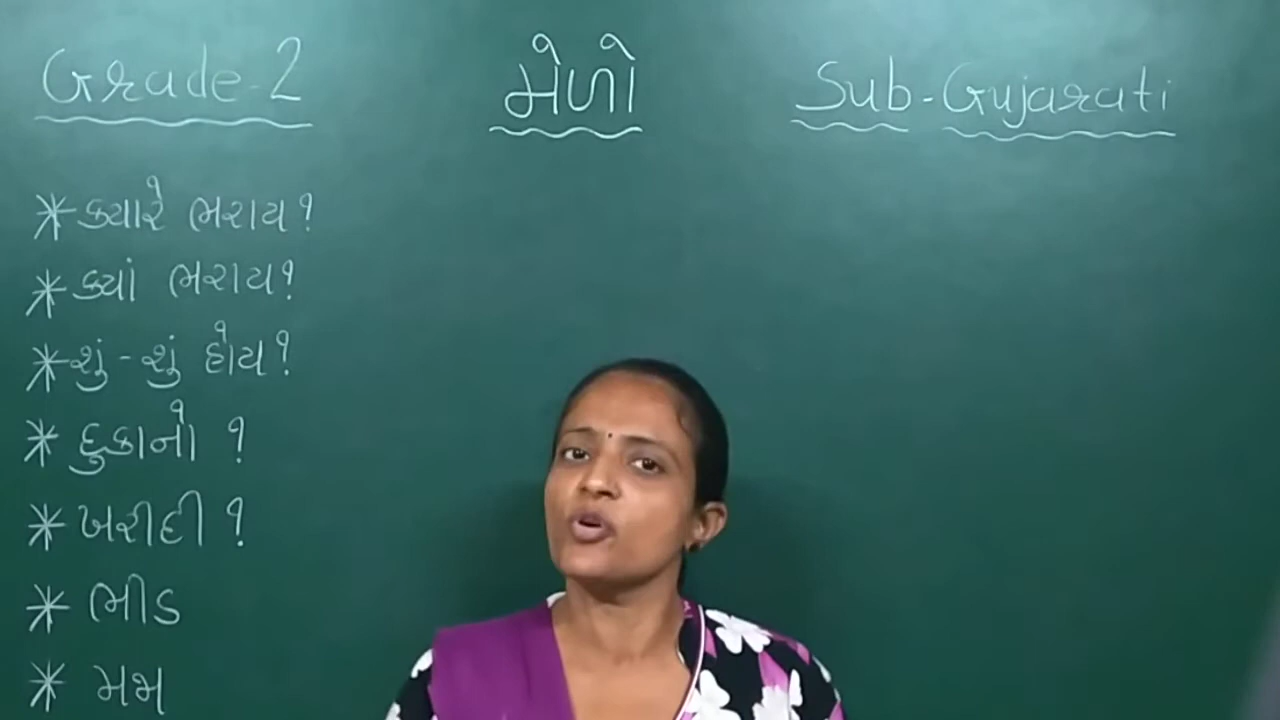 Grade-2 મેળો Sub-Gujarati
* ક્યારે ભરાય?
* ક્યાં ભરાય?
* શું-શું હોય?
* દુકાનો ?
* ખરીદી ?
* ભીડ
* મજા